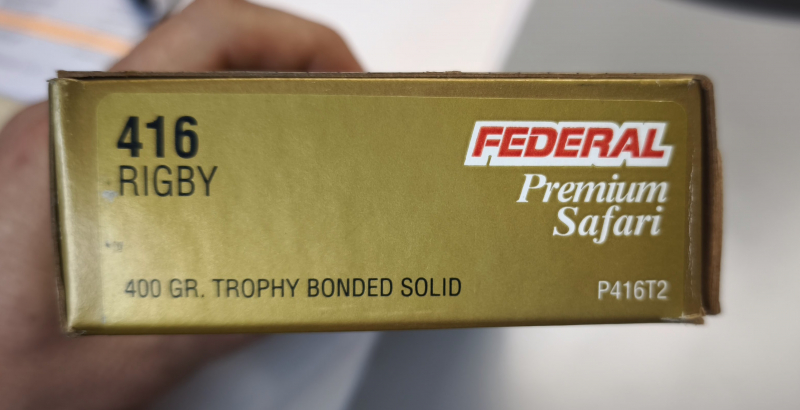 416
RIGBY
FEDERAL
Premium
Safari
400 GR. TROPHY BONDED SOLID
P416T2